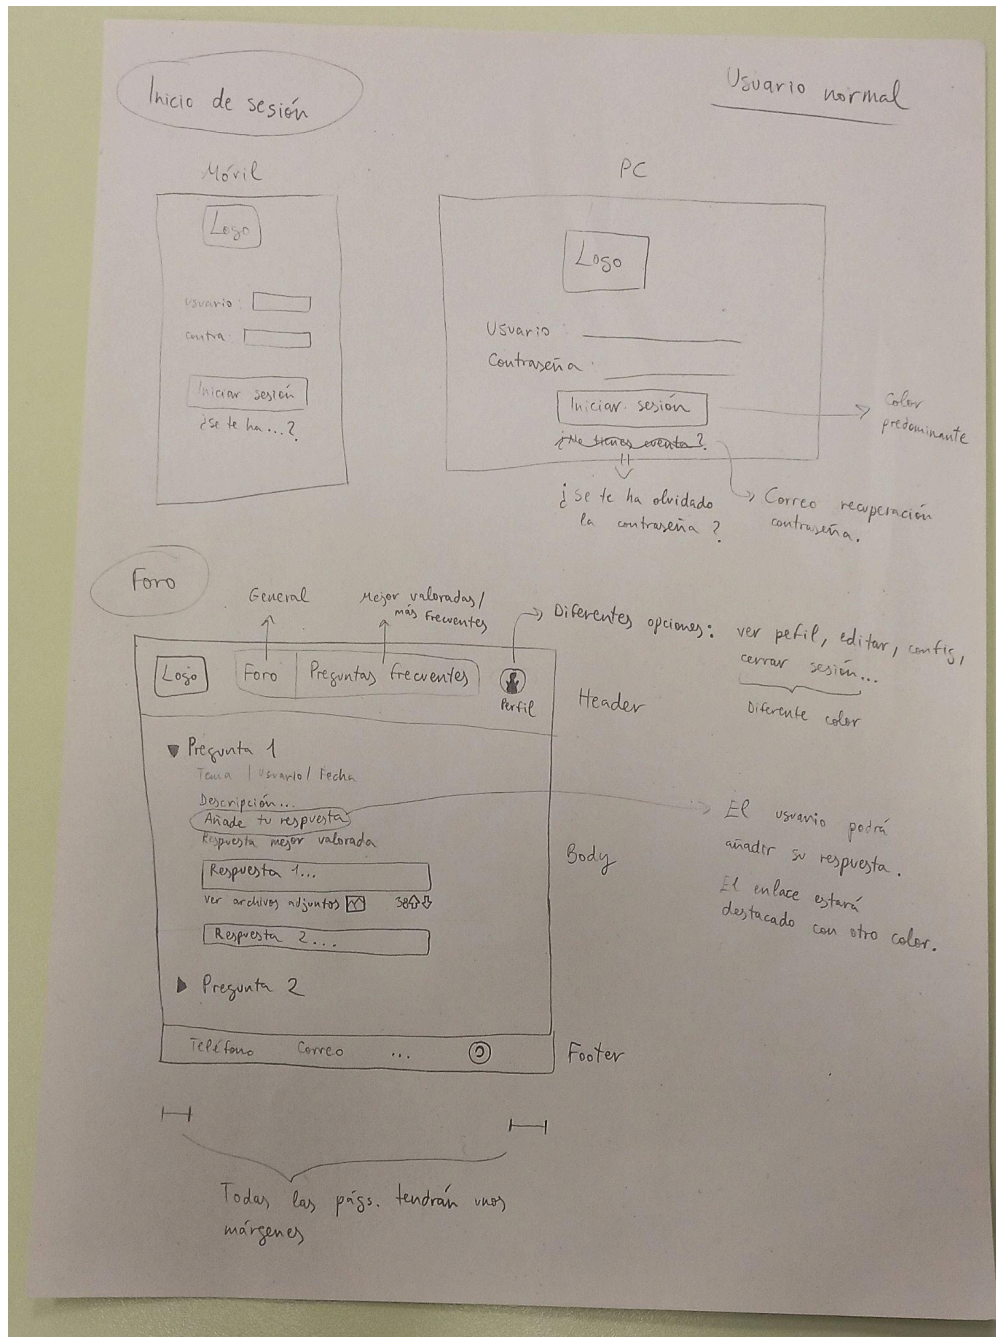 Inicio de sesión
Usuario normal
Móvil
Logo
usuario:
contra
Iniciar sesión
¿Se te ha...?
PC
Logo
Usuario :
Contraseña
Iniciar sesión
¿No tienes cuenta?
Color
predominante
¿Se te ha olvidado
la contraseña?
Correo recuperación
contraseña.
Foro
General
Mejor valoradas/
más frecuentes
Diferentes opciones: ver pefil, editar, config,
cerrar sesión...
Diferente color
Logo
Foro
Preguntas frecuentes
Perfil
Header
Pregunta 1
Tema | Usuario / Fecha
Descripción...
Añade tu respuesta
Respuesta mejor valorada
Respuesta 1...
Ver archivos adjuntos
38
Respuesta 2...
Pregunta 2
El usuario podrá
añadir su respuesta.
El enlace estará
destacado con otro color.
Body
Teléfono Correo ...
Footer
Todas las págs. tendrán unos
márgenes